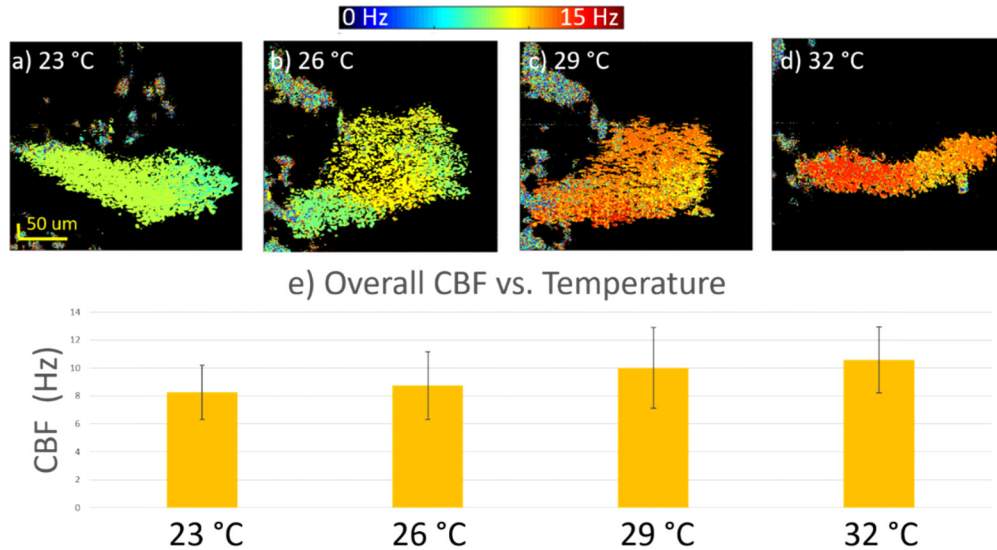 0 Hz 15 Hz
a) 23 °C b) 26 °C c) 29 °C d) 32 °C
50 um
e) Overall CBF vs. Temperature
CBF (Hz)
14
12
10
8
6
4
2
0
23 °C 26 °C 29 °C 32 °C